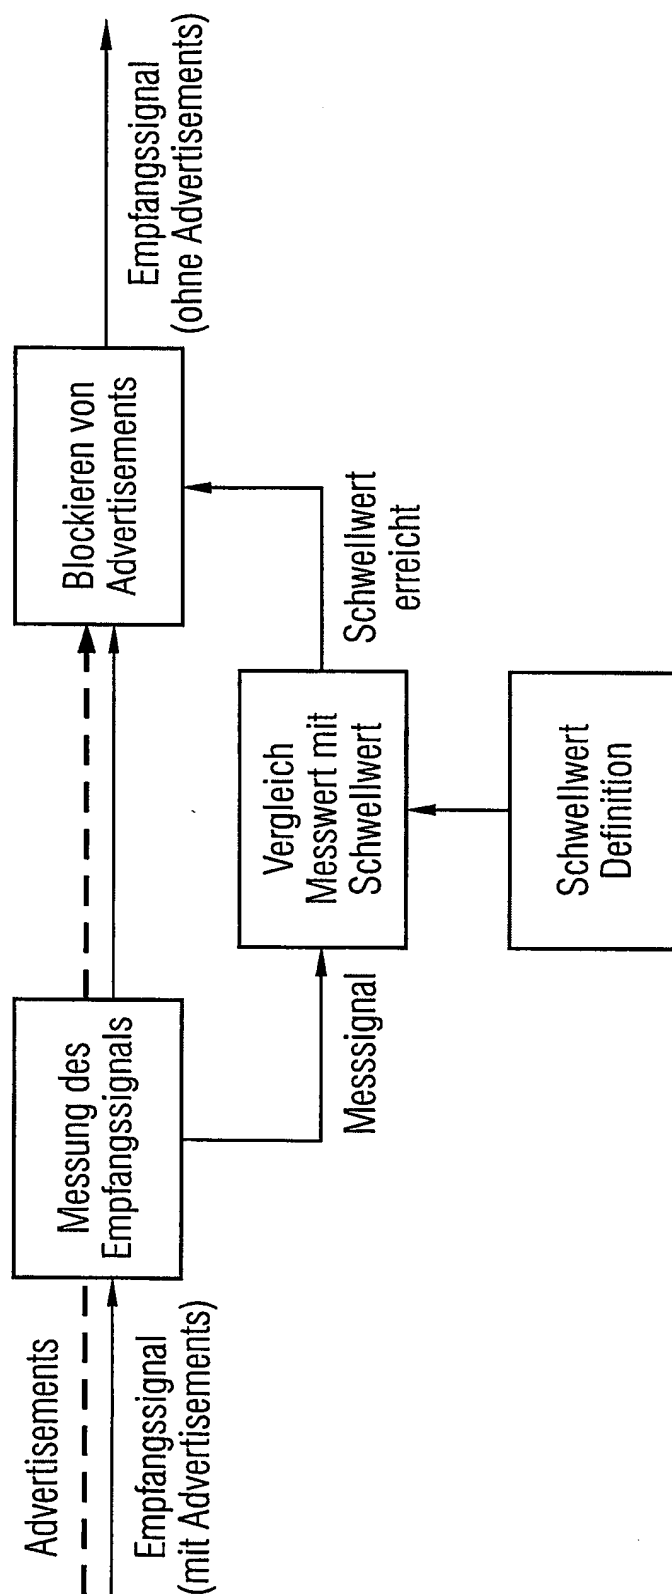 Advertisements
Empfangssignal
(mit Advertisements)
Messung des
Empfangssignals
Messsignal
Vergleich
Messwert mit
Schwellwert
Schwellwert
Definition
Schwellwert
erreicht
Blockieren von
Advertisements
Empfangssignal
(ohne Advertisements)